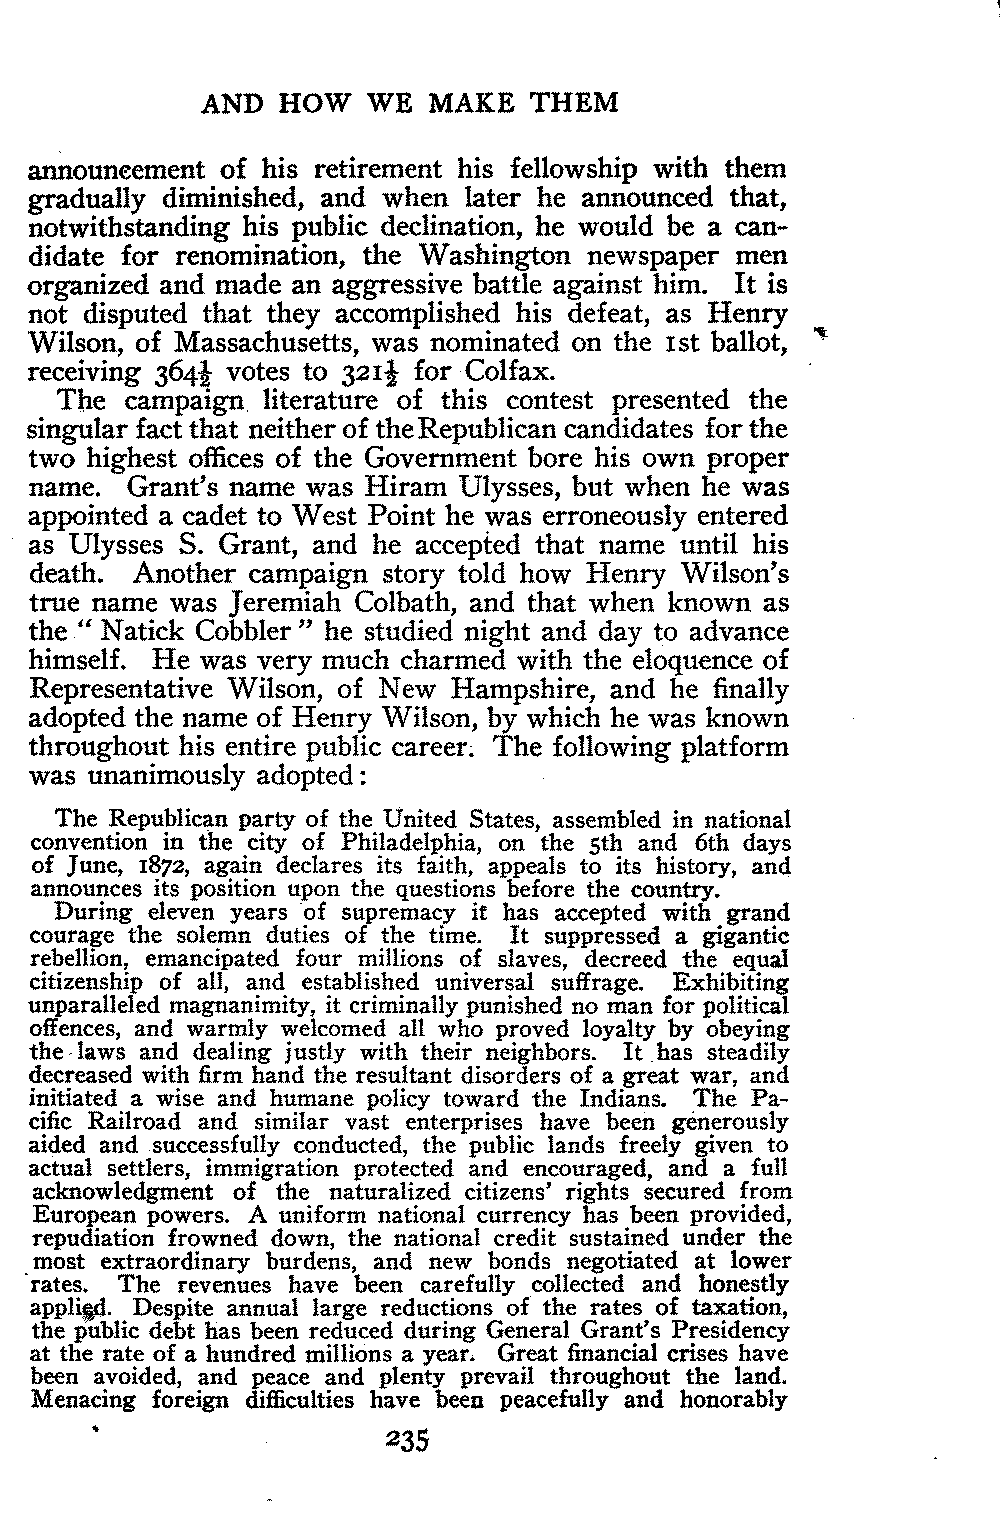 AND HOW WE MAKE THEM
announcement of his retirement his fellowship with them
gradually diminished, and when later he announced that,
notwithstanding his public declination, he would be a can-
didate for renomination, the Washington newspaper men
organized and made an aggressive battle against him. It is
not disputed that they accomplished his defeat, as Henry
Wilson, of Massachusetts, was nominated on the 1st ballot,
receiving 364½ votes to 321½ for Colfax.
The campaign literature of this contest presented the
singular fact that neither of the Republican candidates for the
two highest offices of the Government bore his own proper
name. Grant's name was Hiram Ulysses, but when he was
appointed a cadet to West Point he was erroneously entered
as Ulysses S. Grant, and he accepted that name until his
death. Another campaign story told how Henry Wilson's
true name was Jeremiah Colbath, and that when known as
the " Natick Cobbler " he studied night and day to advance
himself. He was very much charmed with the eloquence of
Representative Wilson, of New Hampshire, and he finally
adopted the name of Henry Wilson, by which he was known
throughout his entire public career. The following platform
was unanimously adopted:
The Republican party of the United States, assembled in national
convention in the city of Philadelphia, on the 5th and 6th days
of June, 1872, again declares its faith, appeals to its history, and
announces its position upon the questions before the country.
During eleven years of supremacy it has accepted with grand
courage the solemn duties of the time. It suppressed a gigantic
rebellion, emancipated four millions of slaves, decreed the equal
citizenship of all, and established universal suffrage. Exhibiting
unparalleled magnanimity, it criminally punished no man for political
offences, and warmly welcomed all who proved loyalty by obeying
the laws and dealing justly with their neighbors. It has steadily
decreased with firm hand the resultant disorders of a great war, and
initiated a wise and humane policy toward the Indians. The Pa-
cific Railroad and similar vast enterprises have been generously
aided and successfully conducted, the public lands freely given to
actual settlers, immigration protected and encouraged, and a full
acknowledgment of the naturalized citizens' rights secured from
European powers. A uniform national currency has been provided,
repudiation frowned down, the national credit sustained under the
most extraordinary burdens, and new bonds negotiated at lower
rates. The revenues have been carefully collected and honestly
applied. Despite annual large reductions of the rates of taxation,
the public debt has been reduced during General Grant's Presidency
at the rate of a hundred millions a year. Great financial crises have
been avoided, and peace and plenty prevail throughout the land.
Menacing foreign difficulties have been peacefully and honorably
235